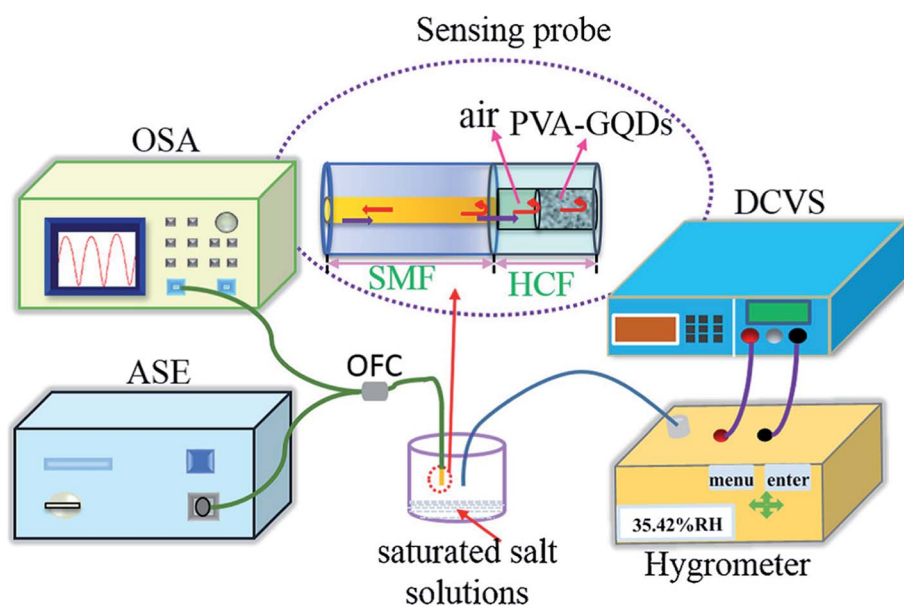 Sensing probe
air
PVA-GQDs
OSA
DCVS
SMF
HCF
ASE
OFC
menu
enter
35.42%RH
saturated salt
solutions
Hygrometer